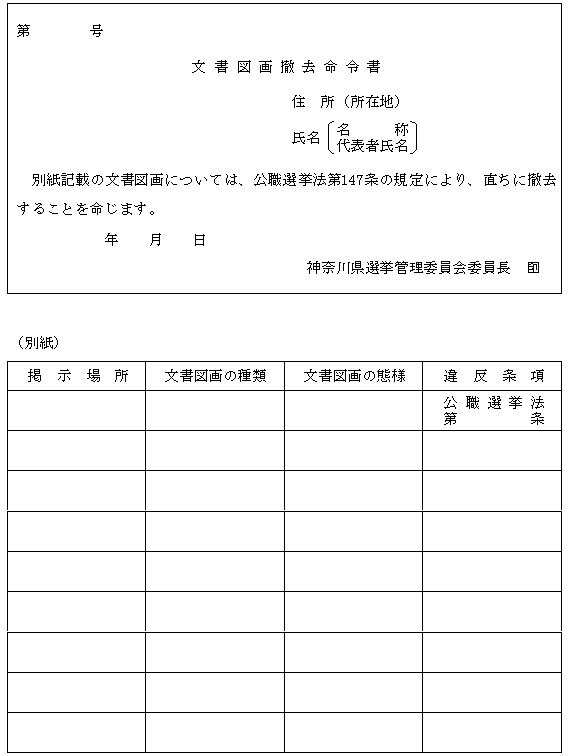 第　　　　号
文書図画撤去命令書
住　所（所在地）
氏名（名　　　称
代表者氏名）
別紙記載の文書図画については、公職選挙法第147条の規定により、直ちに撤去
することを命じます。
年　　月　　日
神奈川県選挙管理委員会委員長　印
（別紙）
掲示場所　文書図画の種類　文書図画の態様　違反条項
公職選挙法
第　　　　条